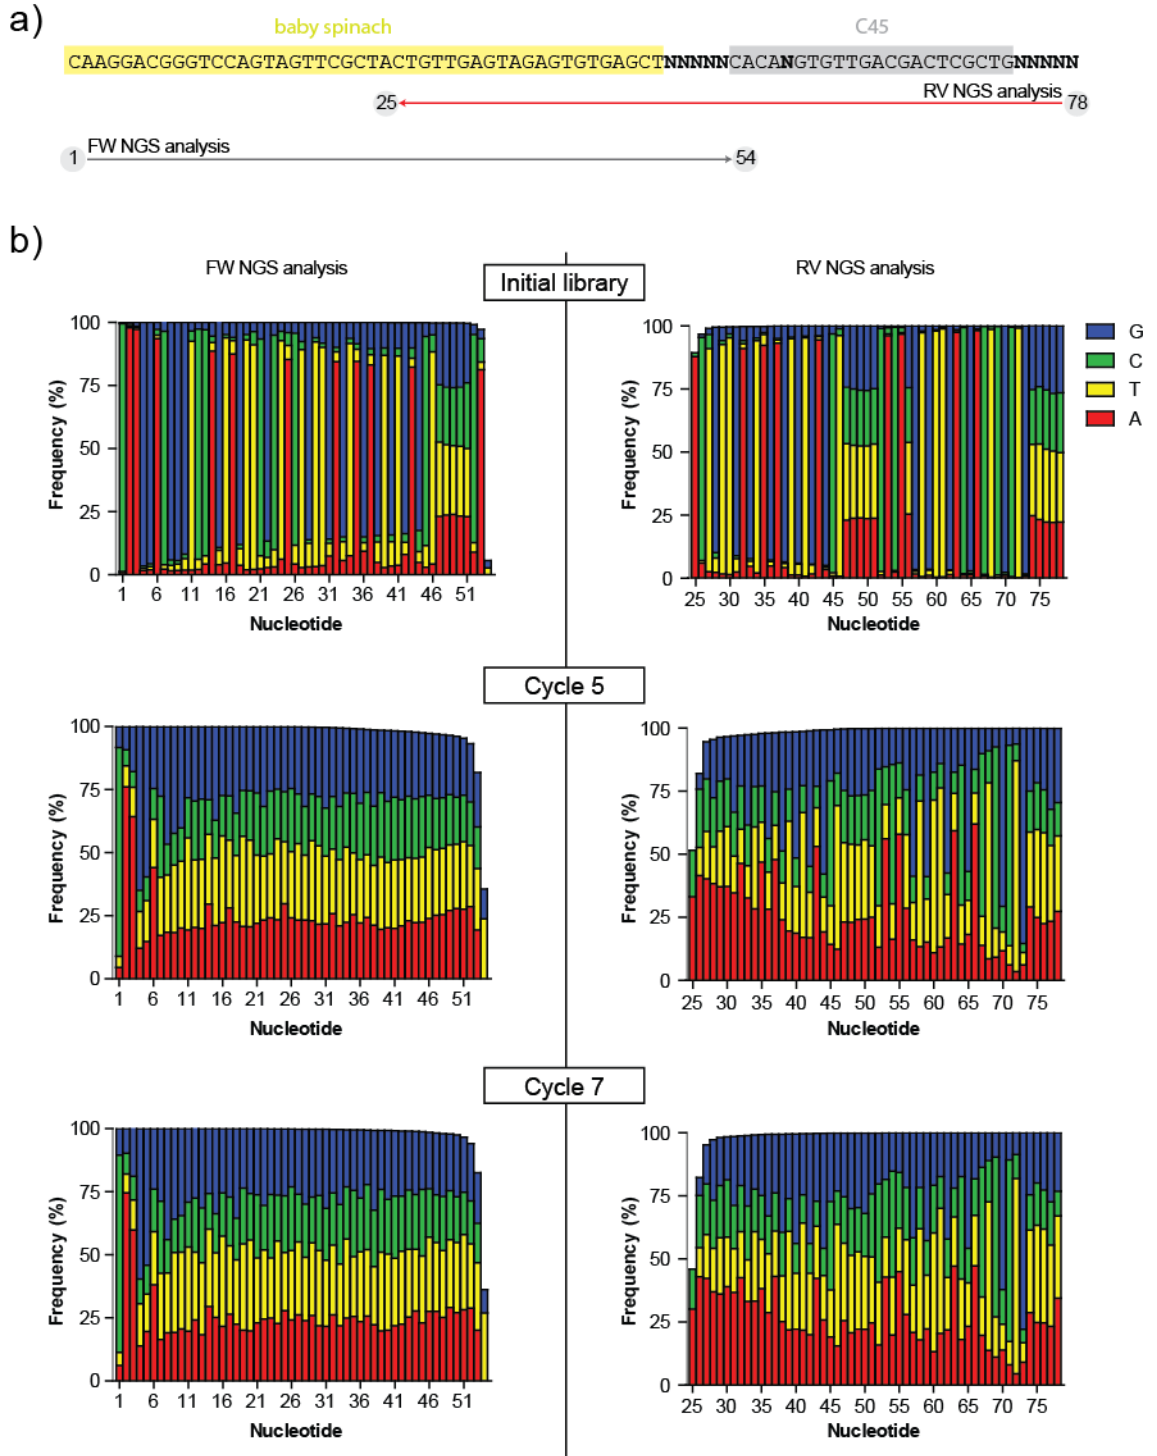 a)
baby spinach
C45
CAAGGACGGGTCCAGTAGTTCGCTACTGTTGAGTAGAGTGTGAGCTNNNNNCACANGTGTTGACGACTCGCTGNNNNN
RV NGS analysis
25
78
FW NGS analysis
1
54
b)
FW NGS analysis
RV NGS analysis
Initial library
100
75
50
25
0
Frequency (%)
1 6 11 16 21 26 31 36 41 46 51
Nucleotide
100
75
50
25
0
Frequency (%)
25 30 35 40 45 50 55 60 65 70 75
Nucleotide
G
C
T
A
Cycle 5
100
75
50
25
0
Frequency (%)
1 6 11 16 21 26 31 36 41 46 51
Nucleotide
100
75
50
25
0
Frequency (%)
25 30 35 40 45 50 55 60 65 70 75
Nucleotide
Cycle 7
100
75
50
25
0
Frequency (%)
1 6 11 16 21 26 31 36 41 46 51
Nucleotide
100
75
50
25
0
Frequency (%)
25 30 35 40 45 50 55 60 65 70 75
Nucleotide